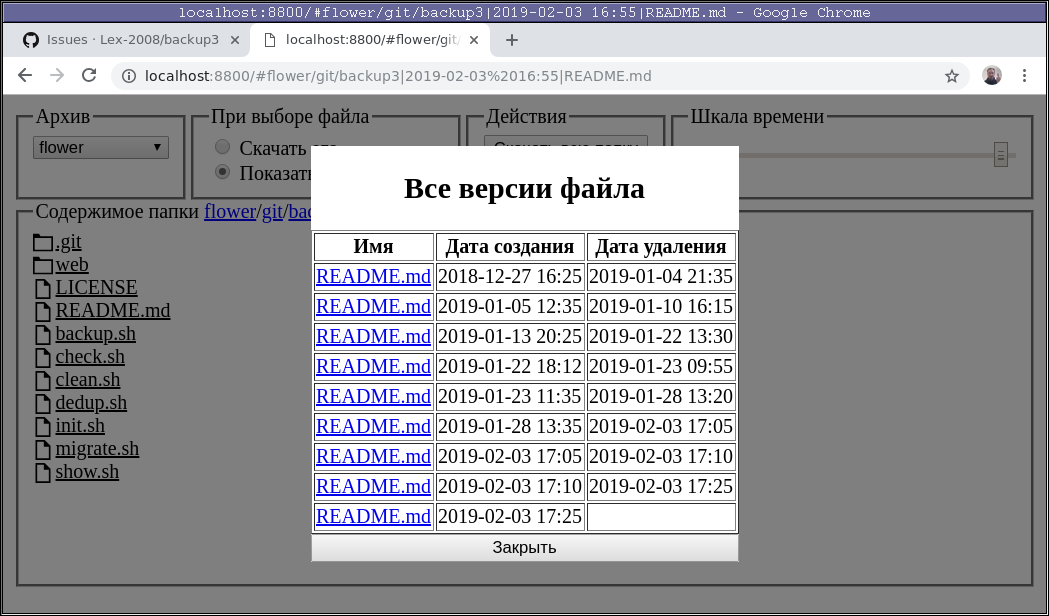 localhost:8800/#flower/git/backup3|2019-02-03 16:55|README.md - Google Chrome
Issues · Lex-2008/backup3
localhost:8800/#flower/git/
localhost:8800/#flower/git/backup3|2019-02-03%2016:55|README.md
Архив
При выборе файла
Действия
Шкала времени
flower
Скачать его
Скачать всю папку
Показать
Содержимое папки flower/git/bac
.git
web
LICENSE
README.md
backup.sh
check.sh
clean.sh
dedup.sh
init.sh
migrate.sh
show.sh
Все версии файла
Имя Дата создания Дата удаления
README.md 2018-12-27 16:25 2019-01-04 21:35
README.md 2019-01-05 12:35 2019-01-10 16:15
README.md 2019-01-13 20:25 2019-01-22 13:30
README.md 2019-01-22 18:12 2019-01-23 09:55
README.md 2019-01-23 11:35 2019-01-28 13:20
README.md 2019-01-28 13:35 2019-02-03 17:05
README.md 2019-02-03 17:05 2019-02-03 17:10
README.md 2019-02-03 17:10 2019-02-03 17:25
README.md 2019-02-03 17:25
Закрыть